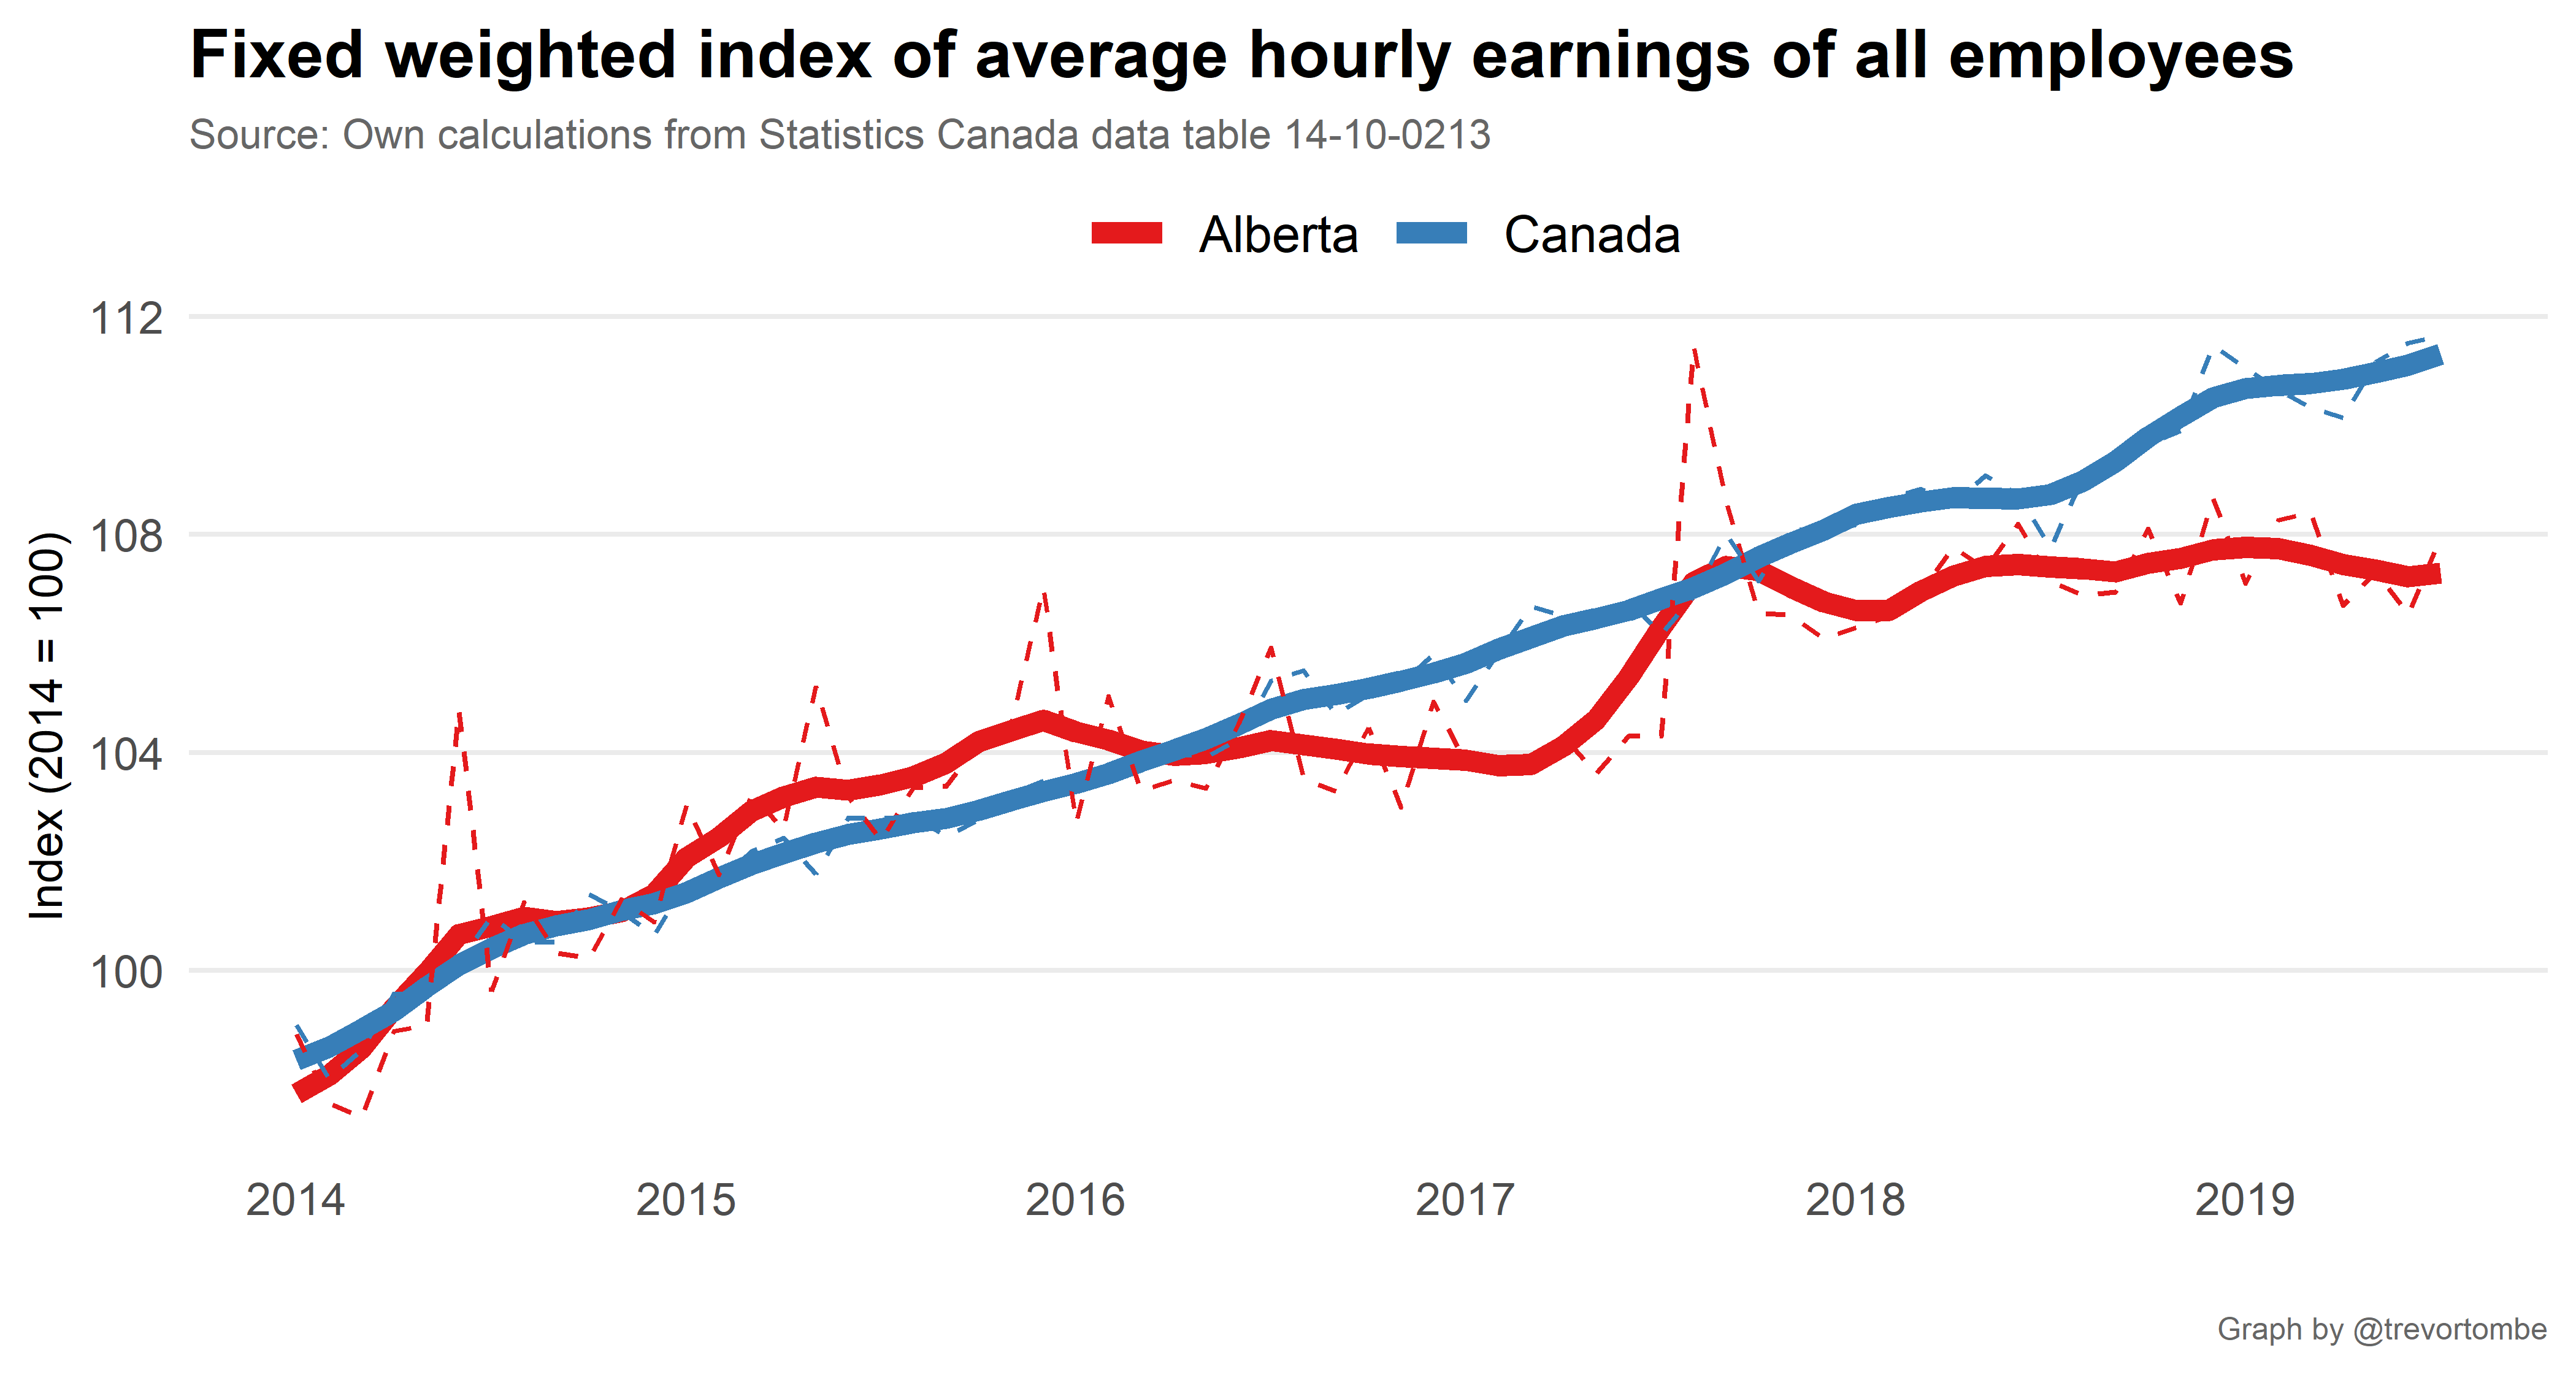 Fixed weighted index of average hourly earnings of all employees
Source: Own calculations from Statistics Canada data table 14-10-0213
Alberta Canada
112
108
104
100
Index (2014 = 100)
2014 2015 2016 2017 2018 2019
Graph by @trevortombe